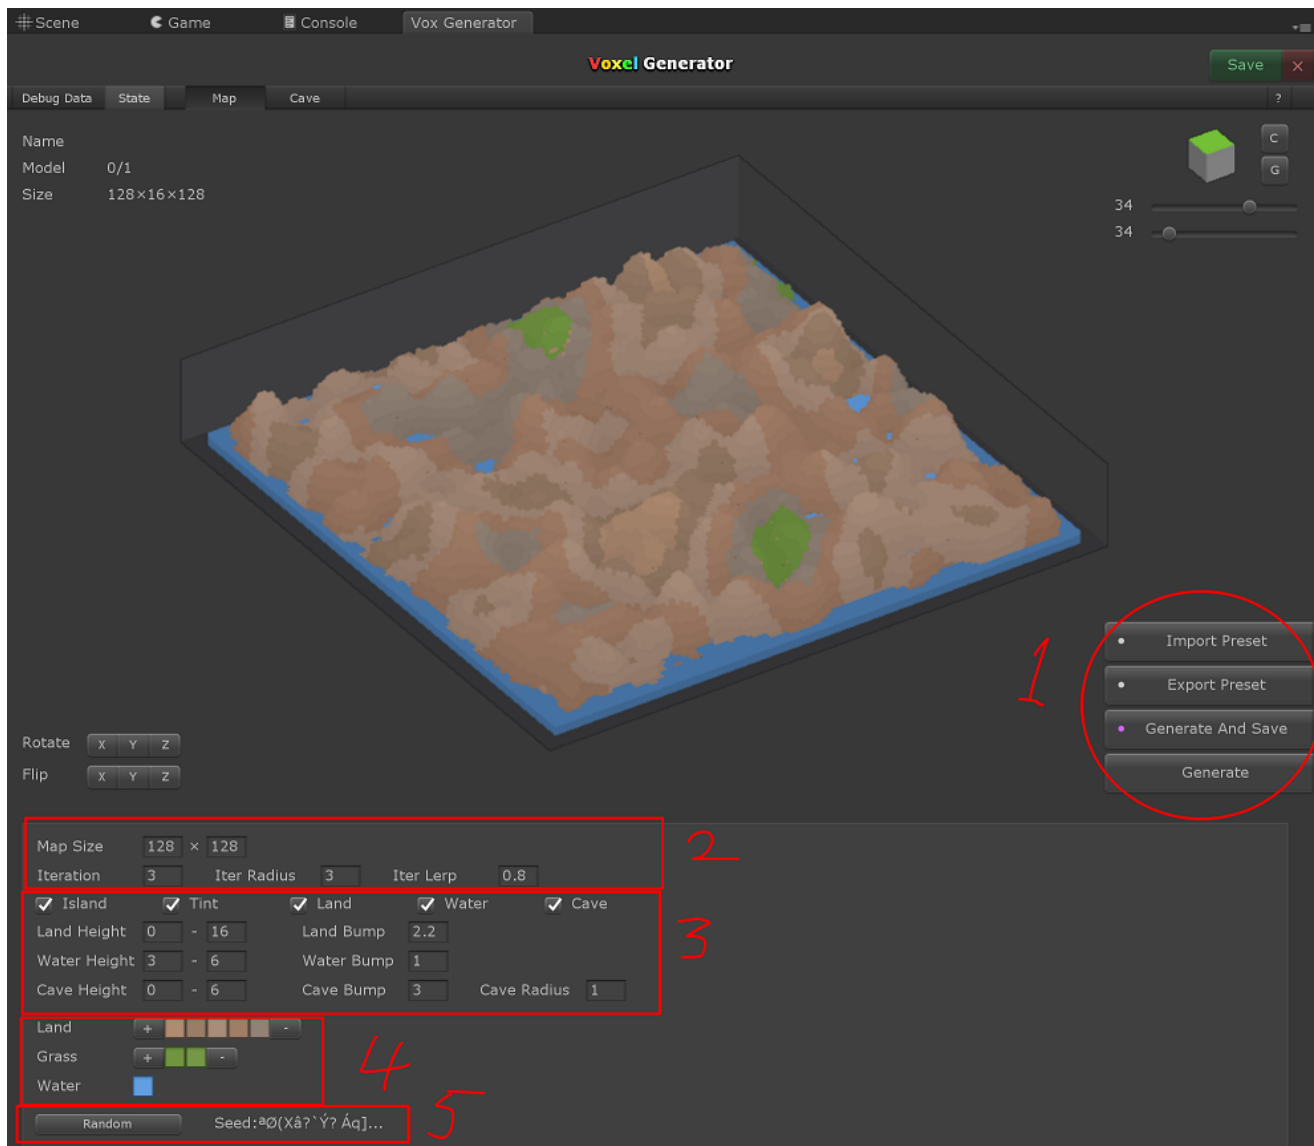 Scene Game Console Vox Generator
Voxel Generator
Save ×
Debug Data State Map Cave ?
Name
Model 0/1
Size 128×16×128
C
G
34
34
1
Import Preset
Export Preset
Generate And Save
Generate
Rotate X Y Z
Flip X Y Z
2
Map Size 128 × 128
Iteration 3 Iter Radius 3 Iter Lerp 0.8
3
Island Tint Land Water Cave
Land Height 0 - 16 Land Bump 2.2
Water Height 3 - 6 Water Bump 1
Cave Height 0 - 6 Cave Bump 3 Cave Radius 1
4
Land + -
Grass + -
Water
5
Random Seed:ªØ(Xâ?`Ý? Áq]...